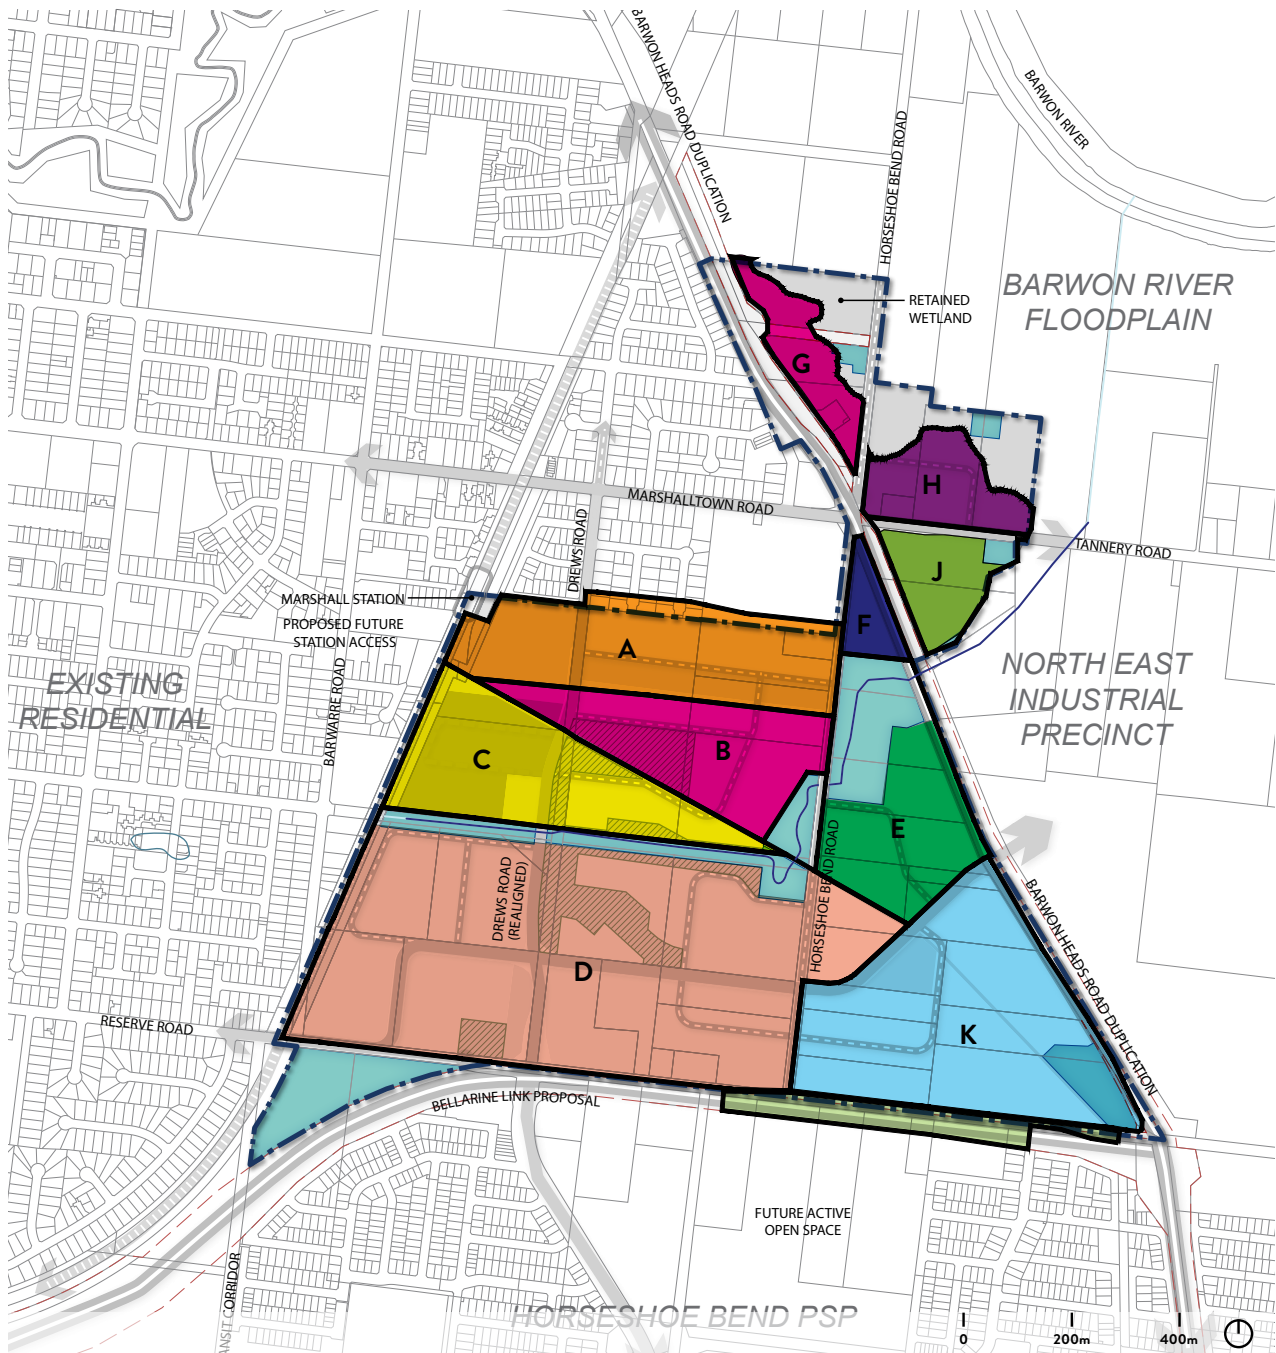 BARWON HEADS ROAD DUPLICATION
BARWON RIVER
HORSESHOE BEND ROAD
BARWON RIVER
FLOODPLAIN
RETAINED
WETLAND
G
H
MARSHALLTOWN ROAD
TANNERY ROAD
DREWS ROAD
J
MARSHALL STATION
PROPOSED FUTURE
STATION ACCESS
F
A
NORTH EAST
INDUSTRIAL
PRECINCT
EXISTING
RESIDENTIAL
BARWARRE ROAD
B
C
E
HORSESHOE BEND ROAD
DREWS ROAD
(REALIGNED)
D
BARWON HEADS ROAD DUPLICATION
K
RESERVE ROAD
BELLARINE LINK PROPOSAL
FUTURE ACTIVE
OPEN SPACE
ANSIT CORRIDOR
HORSESHOE BEND PSP
0 200m 400m